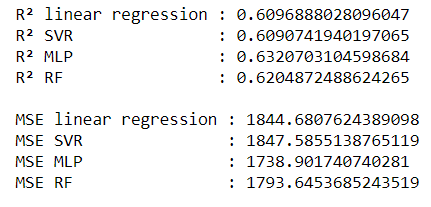 R² linear regression : 0.6096888028096047
R² SVR : 0.6090741940197065
R² MLP : 0.6320703104598684
R² RF : 0.6204872488624265
MSE linear regression : 1844.6807624389098
MSE SVR : 1847.5855138765119
MSE MLP : 1738.901740740281
MSE RF : 1793.6453685243519